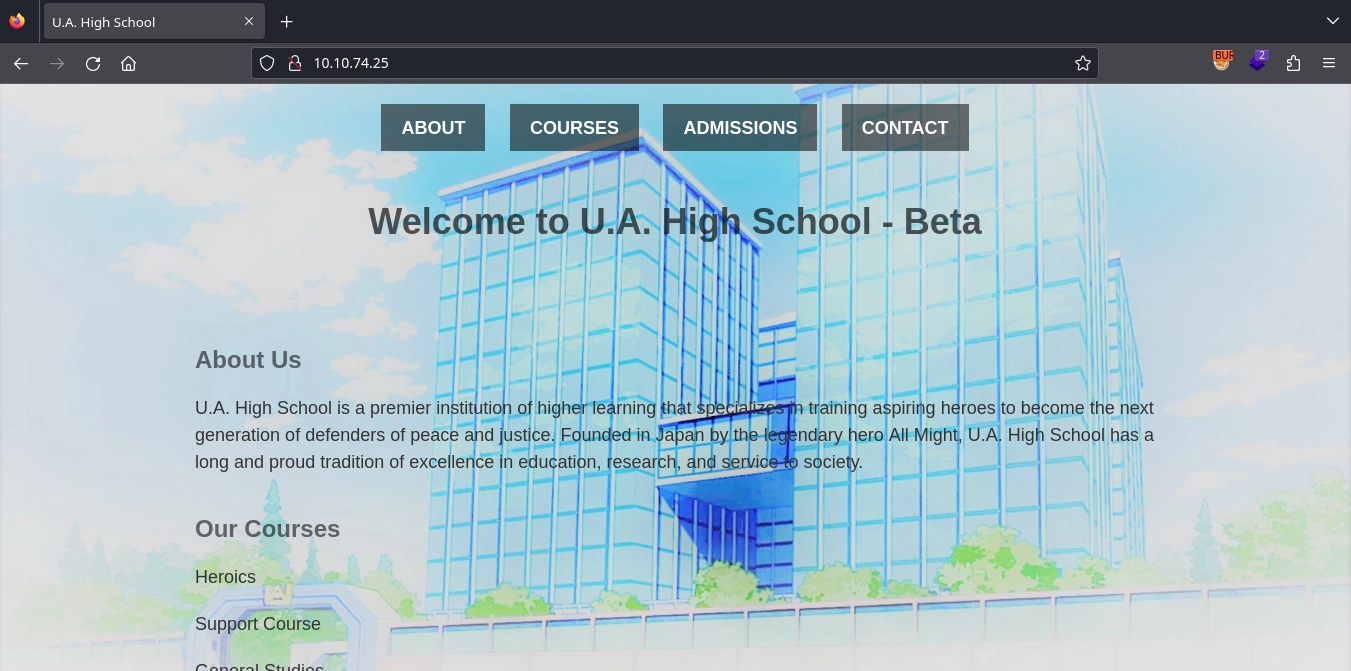 U.A. High School
10.10.74.25
BUR
2
ABOUT
COURSES
ADMISSIONS
CONTACT
Welcome to U.A. High School - Beta
About Us
U.A. High School is a premier institution of higher learning that specializes in training aspiring heroes to become the next
generation of defenders of peace and justice. Founded in Japan by the legendary hero All Might, U.A. High School has a
long and proud tradition of excellence in education, research, and service to society.
Our Courses
Heroics
Support Course
General Studies